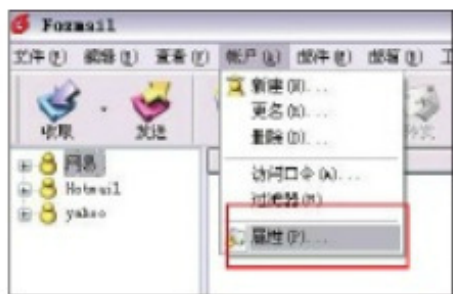 Foxmail
文件(F) 编辑(E) 查看(V) 帐户(A) 邮件(E) 邮箱(B) 工
收取 发送
新建(N)...
更名(R)...
删除(D)...
访问口令(A)...
过滤器(M)
属性(P)...
网易
Hotmail
yahoo